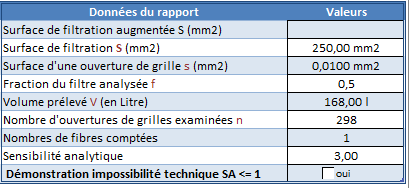 Données du rapport Valeurs
Surface de filtration augmentée S (mm2)
Surface de filtration S (mm2) 250,00 mm2
Surface d'une ouverture de grille s (mm2) 0,0100 mm2
Fraction du filtre analysée f 0,5
Volume prélevé V (en Litre) 168,00 l
Nombre d'ouvertures de grilles examinées n 298
Nombres de fibres comptées 1
Sensibilité analytique 3,00
Démonstration impossibilité technique SA <= 1 oui